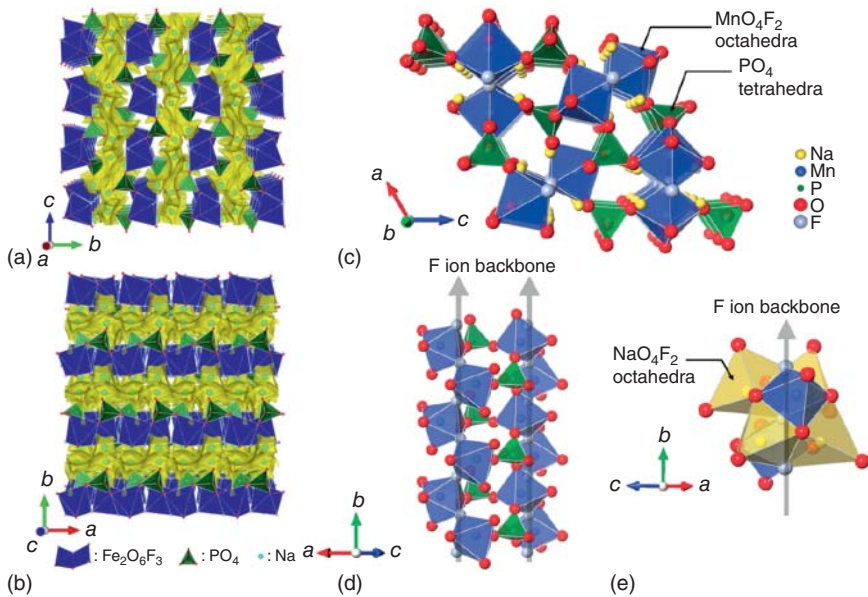 (a)
c
b
a
(b)
b
a
c
: Fe₂O₆F₃
: PO₄
: Na
(c)
MnO₄F₂
octahedra
PO₄
tetrahedra
Na
Mn
P
O
F
a
b
c
F ion backbone
b
a
c
(d)
F ion backbone
NaO₄F₂
octahedra
b
c
a
(e)